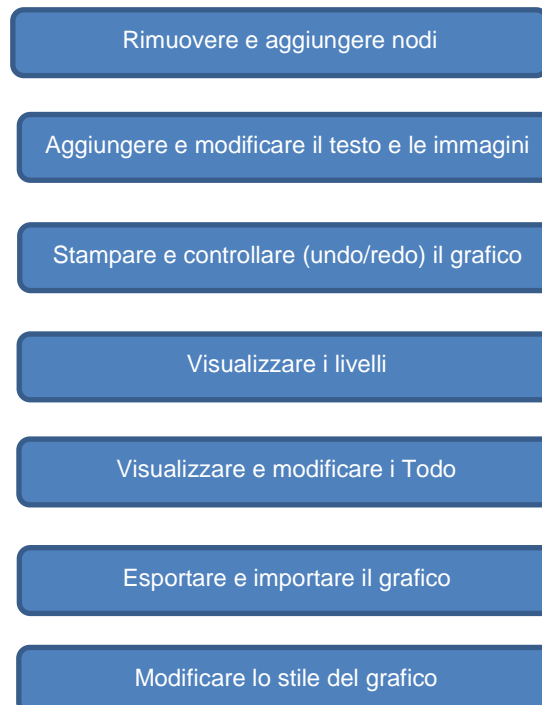 Rimuovere e aggiungere nodi
Aggiungere e modificare il testo e le immagini
Stampare e controllare (undo/redo) il grafico
Visualizzare i livelli
Visualizzare e modificare i Todo
Esportare e importare il grafico
Modificare lo stile del grafico